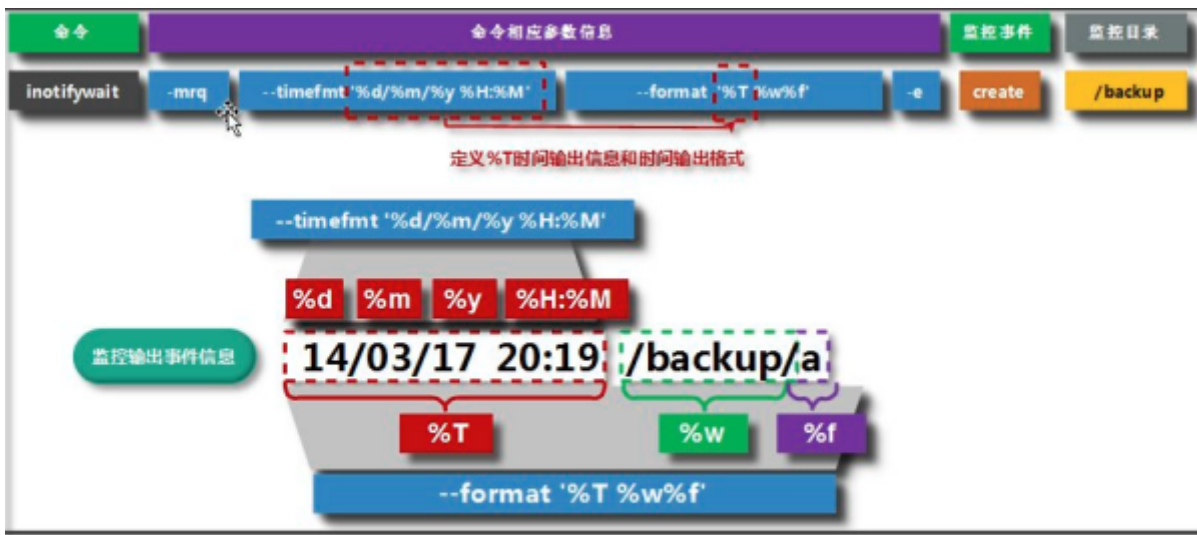 命令 命令相应参数信息 监控事件 监控目录
inotifywait -mrq --timefmt '%d/%m/%y %H:%M' --format '%T %w%f' -e create /backup
定义%T时间输出信息和时间输出格式
--timefmt '%d/%m/%y %H:%M'
%d %m %y %H:%M
监控输出事件信息 14/03/17 20:19 /backup/a
%T %w %f
--format '%T %w%f'